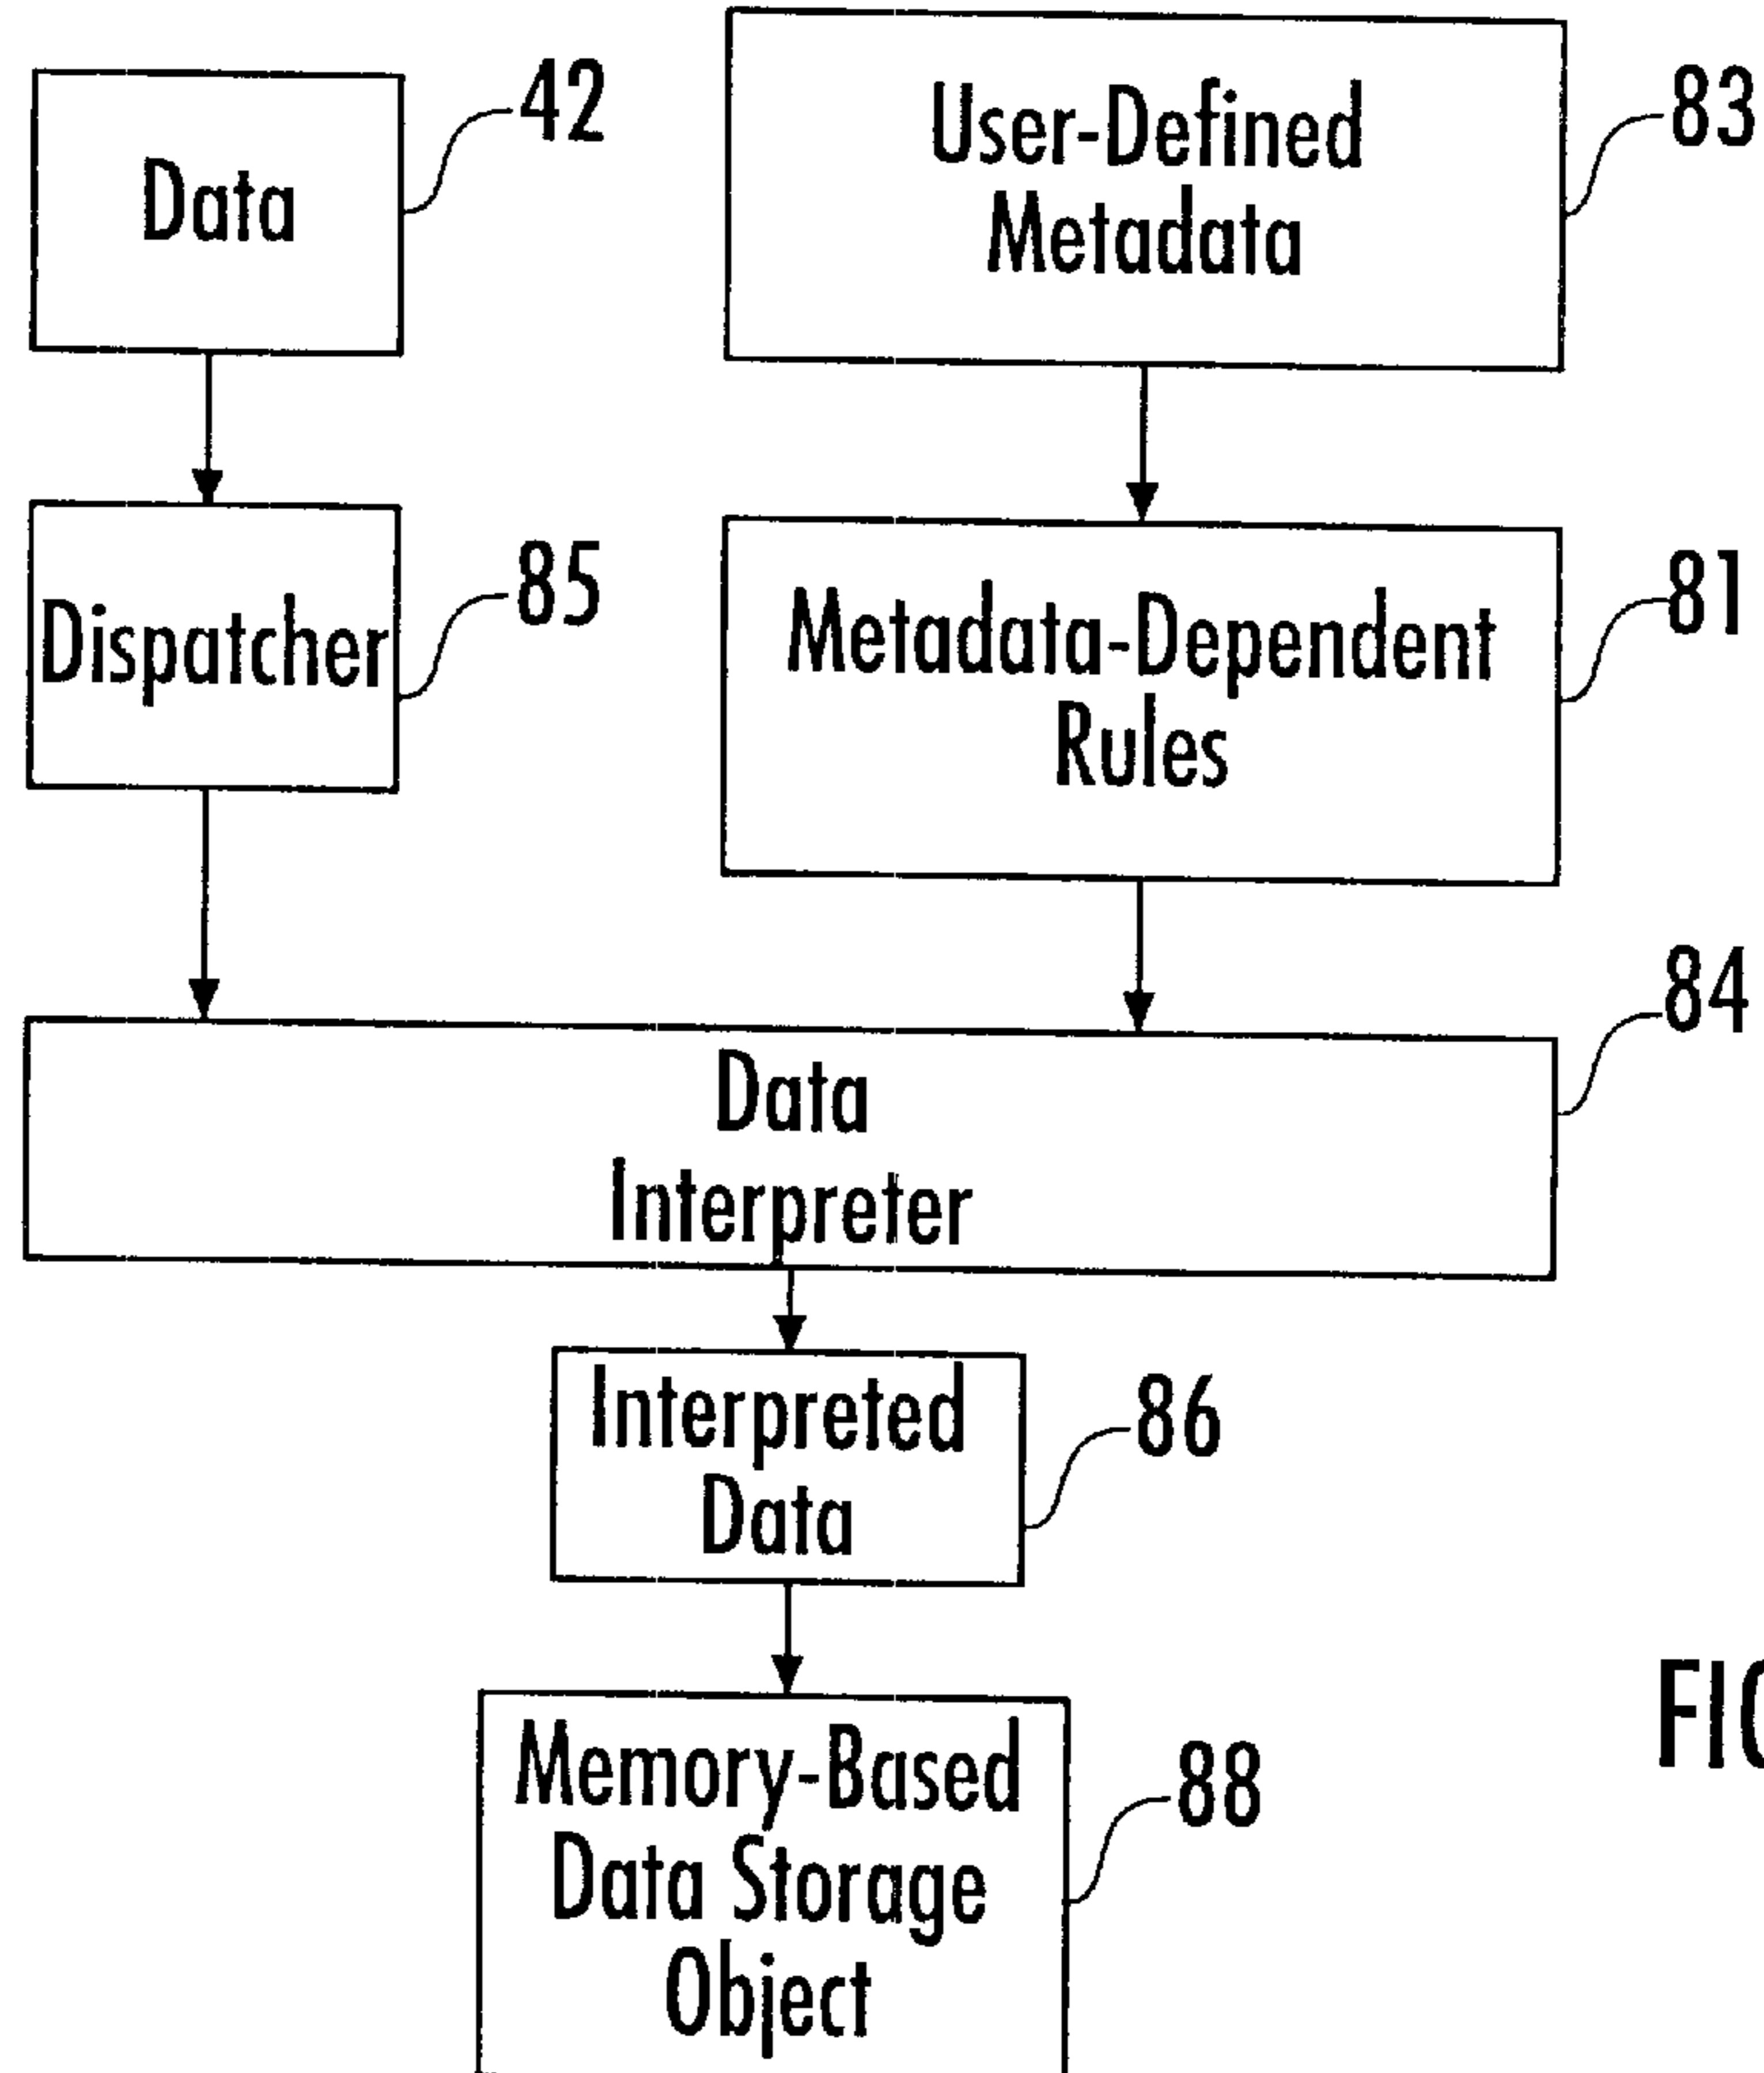 Data
42
User-Defined
Metadata
83
Dispatcher
85
Metadata-Dependent
Rules
81
Data
Interpreter
84
Interpreted
Data
86
Memory-Based
Data Storage
Object
88